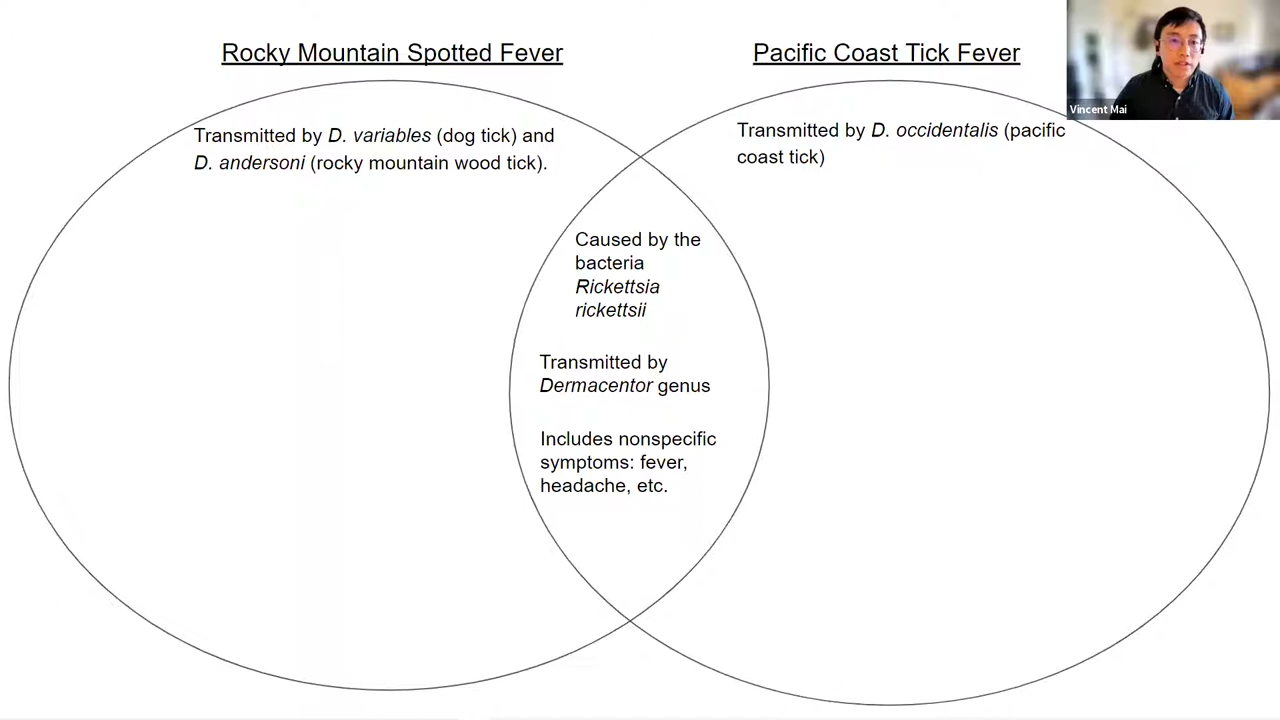 Rocky Mountain Spotted Fever
Pacific Coast Tick Fever
Vincent Mai
Transmitted by D. variables (dog tick) and
D. andersoni (rocky mountain wood tick).
Transmitted by D. occidentalis (pacific
coast tick)
Caused by the
bacteria
Rickettsia
rickettsii
Transmitted by
Dermacentor genus
Includes nonspecific
symptoms: fever,
headache, etc.